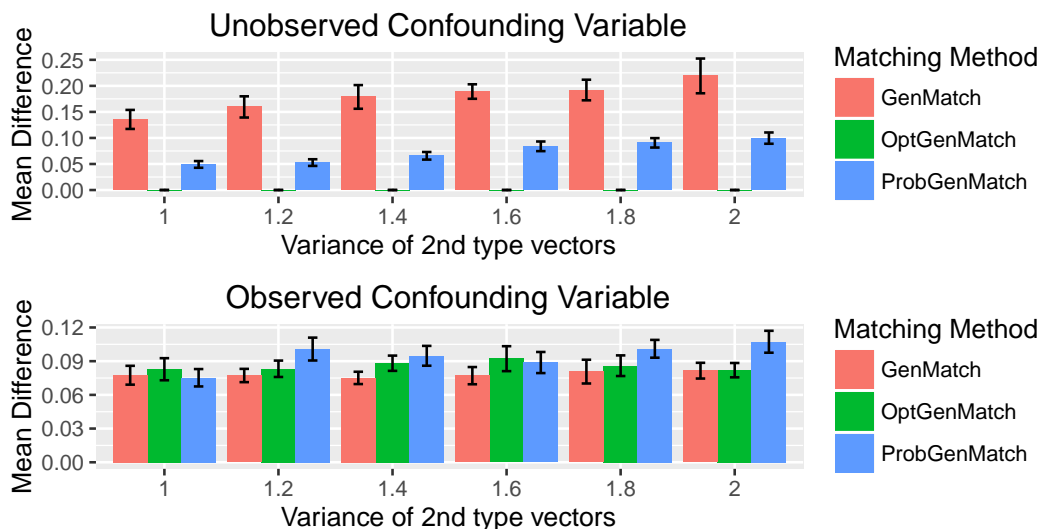 Unobserved Confounding Variable
Mean Difference
0.25
0.20
0.15
0.10
0.05
0.00
1 1.2 1.4 1.6 1.8 2
Variance of 2nd type vectors
Matching Method
GenMatch
OptGenMatch
ProbGenMatch
Observed Confounding Variable
Mean Difference
0.12
0.09
0.06
0.03
0.00
1 1.2 1.4 1.6 1.8 2
Variance of 2nd type vectors
Matching Method
GenMatch
OptGenMatch
ProbGenMatch